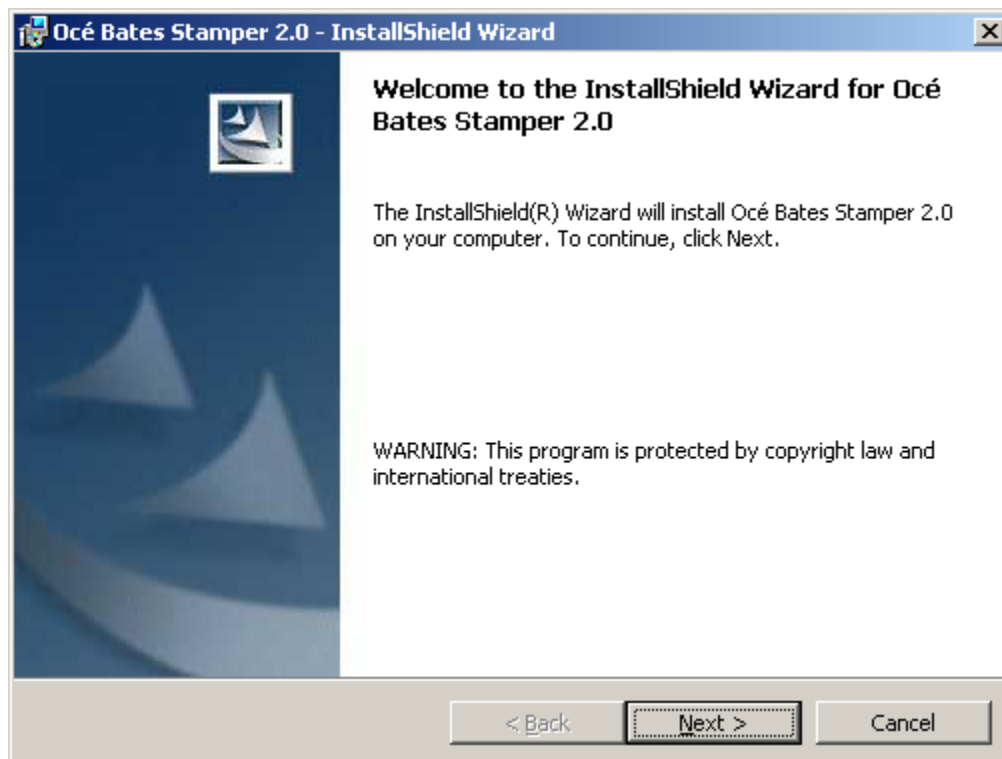 Océ Bates Stamper 2.0 - InstallShield Wizard
Welcome to the InstallShield Wizard for Océ
Bates Stamper 2.0
The InstallShield(R) Wizard will install Océ Bates Stamper 2.0
on your computer. To continue, click Next.
WARNING: This program is protected by copyright law and
international treaties.
< Back Next > Cancel